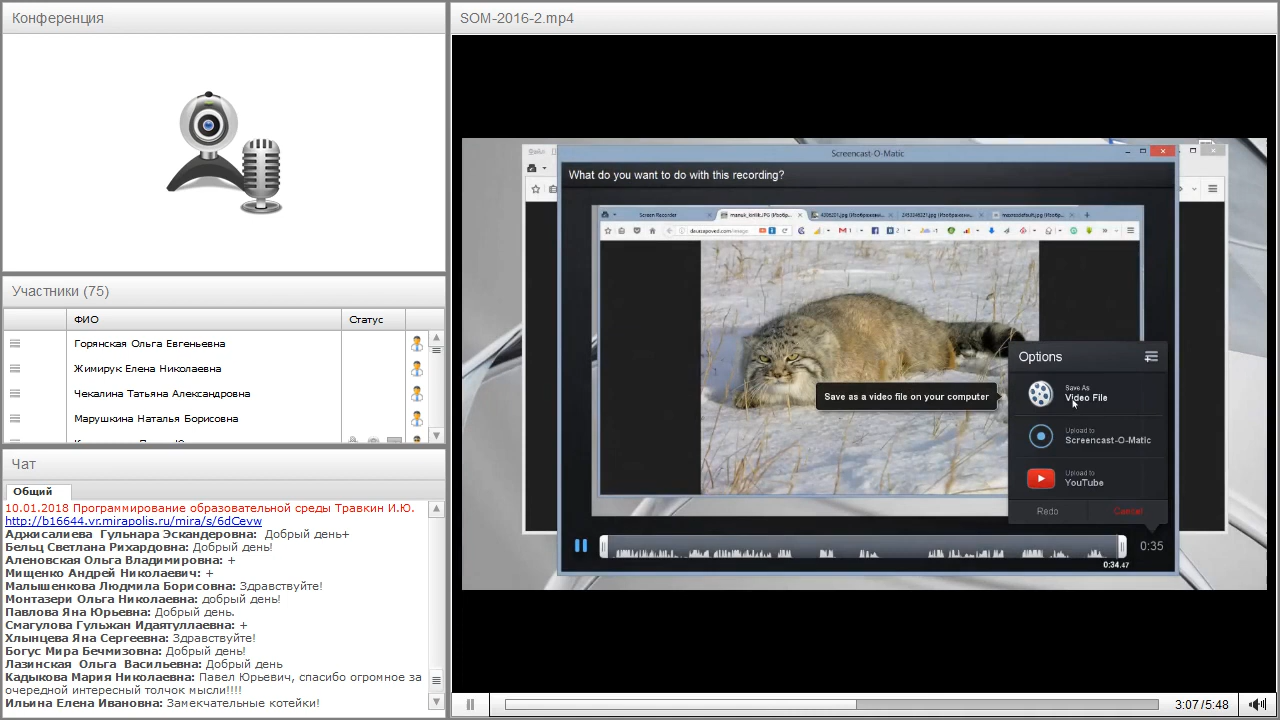 Конференция
SOM-2016-2.mp4
Участники (75)
ФИО
Статус
Горянская Ольга Евгеньевна
Жимирук Елена Николаевна
Чекалина Татьяна Александровна
Марушкина Наталья Борисовна
Чат
Общий
10.01.2018 Программирование образовательной среды Травкин И.Ю.
http://b16644.vr.mirapolis.ru/mira/s/6dCevw
Аджисалиева Гульнара Эскандеровна: Добрый день+
Бельц Светлана Рихардовна: Добрый день!
Аленовская Ольга Владимировна: +
Мищенко Андрей Николаевич: +
Малышенкова Людмила Борисовна: Здравствуйте!
Монтазери Ольга Николаевна: добрый день!
Павлова Яна Юрьевна: Добрый день.
Смагулова Гульжан Идаятуллаевна: +
Хлынцева Яна Сергеевна: Здравствуйте!
Богус Мира Бечмизовна: Добрый день!
Лазинская Ольга Васильевна: Добрый день
Кадыкова Мария Николаевна: Павел Юрьевич, спасибо огромное за
очередной интересный толчок мысли!!!!
Ильина Елена Ивановна: Замечкательные котейки!
Screencast-O-Matic
What do you want to do with this recording?
Screen Recorder
Options
Save As
Video File
Save as a video file on your computer
Upload to
Screencast-O-Matic
Upload to
YouTube
Redo
Cancel
0:35
0:34.47
3:07/5:48